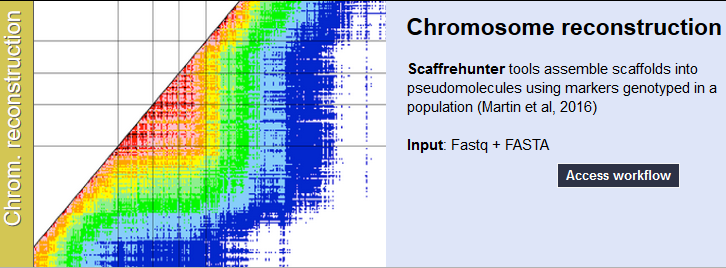 Chrom. reconstruction
Chromosome reconstruction
Scaffrehunter tools assemble scaffolds into
pseudomolecules using markers genotyped in a
population (Martin et al, 2016)
Input: Fastq + FASTA
Access workflow